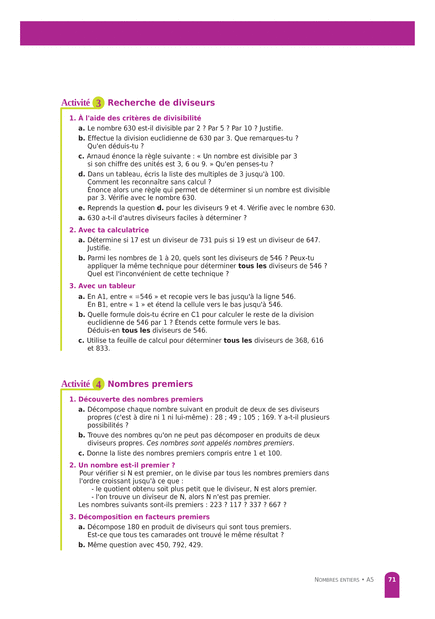 Activité 3 Recherche de diviseurs
1. À l'aide des critères de divisibilité
a. Le nombre 630 est-il divisible par 2 ? Par 5 ? Par 10 ? Justifie.
b. Effectue la division euclidienne de 630 par 3. Que remarques-tu ?
Qu'en déduis-tu ?
c. Arnaud énonce la règle suivante : « Un nombre est divisible par 3
si son chiffre des unités est 3, 6 ou 9. » Qu'en penses-tu ?
d. Dans un tableau, écris la liste des multiples de 3 jusqu'à 100.
Comment les reconnaître sans calcul ?
Énonce alors une règle qui permet de déterminer si un nombre est divisible
par 3. Vérifie avec le nombre 630.
e. Reprends la question d. pour les diviseurs 9 et 4. Vérifie avec le nombre 630.
a. 630 a-t-il d'autres diviseurs faciles à déterminer ?
2. Avec ta calculatrice
a. Détermine si 17 est un diviseur de 731 puis si 19 est un diviseur de 647.
Justifie.
b. Parmi les nombres de 1 à 20, quels sont les diviseurs de 546 ? Peux-tu
appliquer la même technique pour déterminer tous les diviseurs de 546 ?
Quel est l'inconvénient de cette technique ?
3. Avec un tableur
a. En A1, entre « =546 » et recopie vers le bas jusqu'à la ligne 546.
En B1, entre « 1 » et étend la cellule vers le bas jusqu'à 546.
b. Quelle formule dois-tu écrire en C1 pour calculer le reste de la division
euclidienne de 546 par 1 ? Étends cette formule vers le bas.
Déduis-en tous les diviseurs de 546.
c. Utilise ta feuille de calcul pour déterminer tous les diviseurs de 368, 616
et 833.
Activité 4 Nombres premiers
1. Découverte des nombres premiers
a. Décompose chaque nombre suivant en produit de deux de ses diviseurs
propres (c'est à dire ni 1 ni lui-même) : 28 ; 49 ; 105 ; 169. Y a-t-il plusieurs
possibilités ?
b. Trouve des nombres qu'on ne peut pas décomposer en produits de deux
diviseurs propres. Ces nombres sont appelés nombres premiers.
c. Donne la liste des nombres premiers compris entre 1 et 100.
2. Un nombre est-il premier ?
Pour vérifier si N est premier, on le divise par tous les nombres premiers dans
l'ordre croissant jusqu'à ce que :
- le quotient obtenu soit plus petit que le diviseur, N est alors premier.
- l'on trouve un diviseur de N, alors N n'est pas premier.
Les nombres suivants sont-ils premiers : 223 ? 117 ? 337 ? 667 ?
3. Décomposition en facteurs premiers
a. Décompose 180 en produit de diviseurs qui sont tous premiers.
Est-ce que tous tes camarades ont trouvé le même résultat ?
b. Même question avec 450, 792, 429.
NOMBRES ENTIERS • A5 71